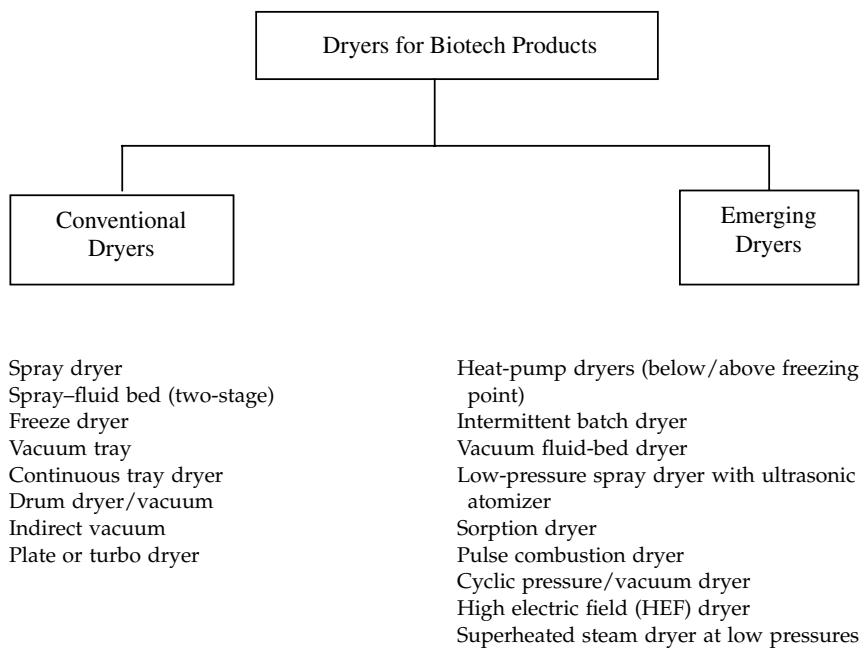 Dryers for Biotech Products
Conventional
Dryers
Emerging
Dryers
Spray dryer
Spray–fluid bed (two-stage)
Freeze dryer
Vacuum tray
Continuous tray dryer
Drum dryer/vacuum
Indirect vacuum
Plate or turbo dryer
Heat-pump dryers (below/above freezing
point)
Intermittent batch dryer
Vacuum fluid-bed dryer
Low-pressure spray dryer with ultrasonic
atomizer
Sorption dryer
Pulse combustion dryer
Cyclic pressure/vacuum dryer
High electric field (HEF) dryer
Superheated steam dryer at low pressures